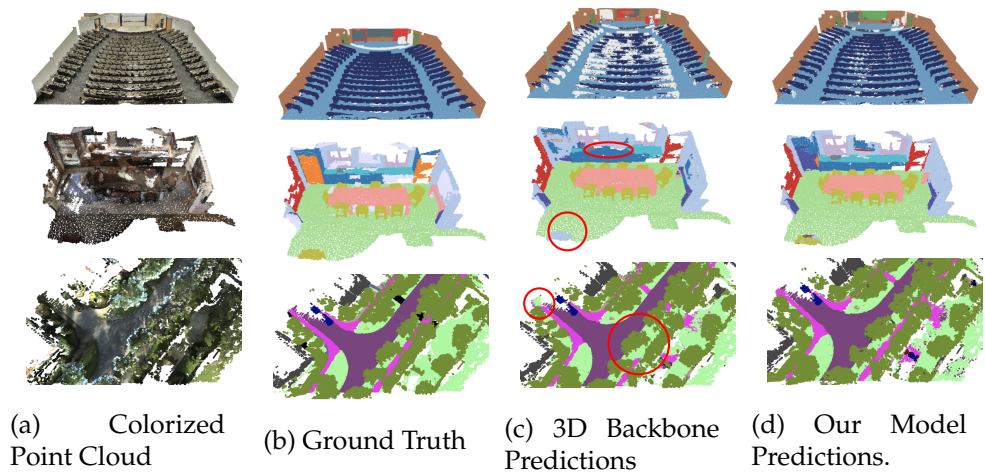 (a) Colorized
Point Cloud
(b) Ground Truth
(c) 3D Backbone
Predictions
(d) Our Model
Predictions.